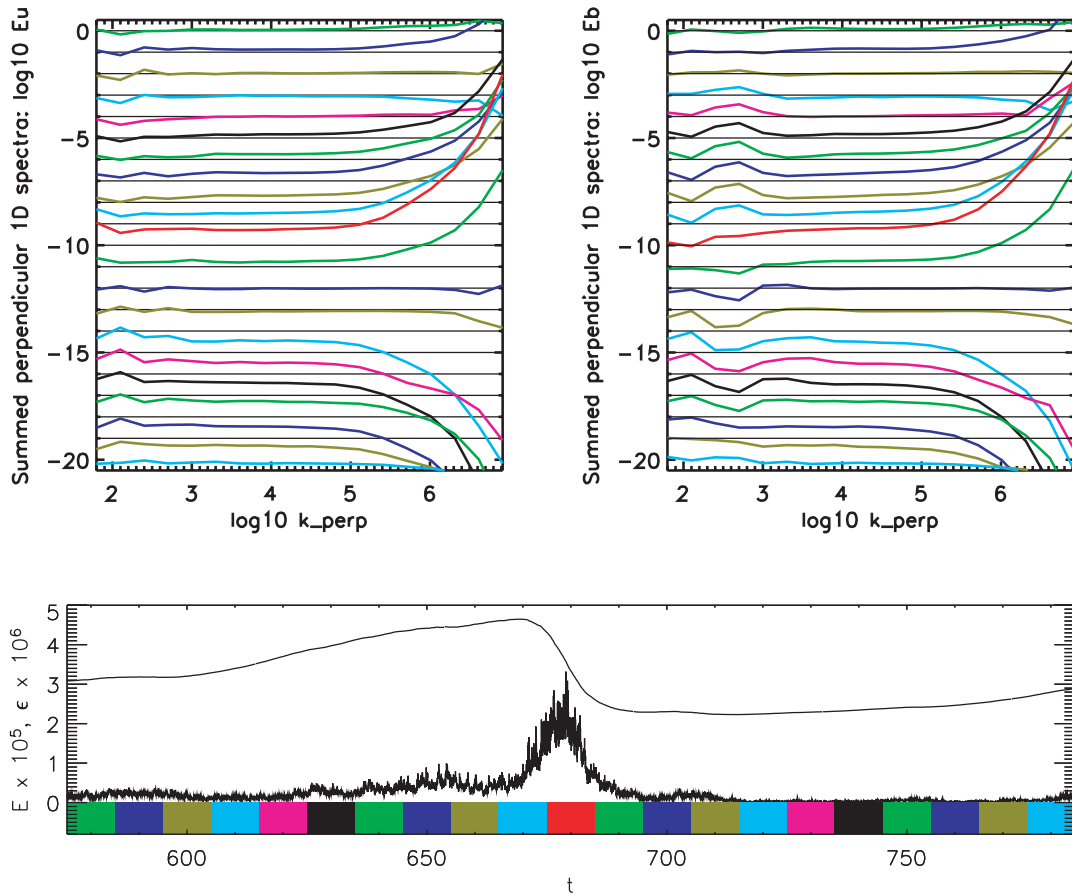 Summed perpendicular 1D spectra: log10 Eu
0
−5
−10
−15
−20
2 3 4 5 6
log10 k_perp
Summed perpendicular 1D spectra: log10 Eb
0
−5
−10
−15
−20
2 3 4 5 6
log10 k_perp
E x 10⁵, ϵ x 10⁶
5
4
3
2
1
0
600 650 700 750
t